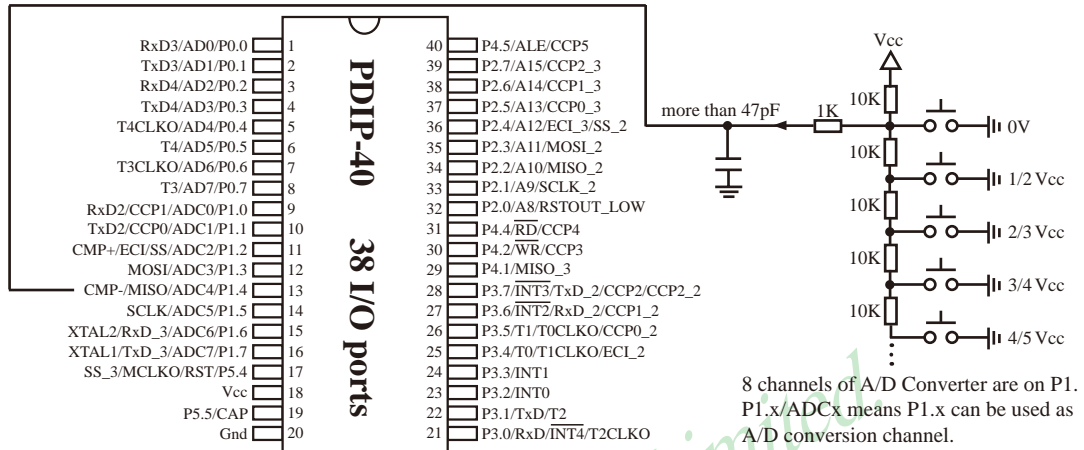 RxD3/AD0/P0.0 1
TxD3/AD1/P0.1 2
RxD4/AD2/P0.2 3
TxD4/AD3/P0.3 4
T4CLKO/AD4/P0.4 5
T4/AD5/P0.5 6
T3CLKO/AD6/P0.6 7
T3/AD7/P0.7 8
RxD2/CCP1/ADC0/P1.0 9
TxD2/CCP0/ADC1/P1.1 10
CMP+/ECI/SS/ADC2/P1.2 11
MOSI/ADC3/P1.3 12
CMP-/MISO/ADC4/P1.4 13
SCLK/ADC5/P1.5 14
XTAL2/RxD_3/ADC6/P1.6 15
XTAL1/TxD_3/ADC7/P1.7 16
SS_3/MCLKO/RST/P5.4 17
Vcc 18
P5.5/CAP 19
Gnd 20
PDIP-40 38 I/O ports
40 P4.5/ALE/CCP5
39 P2.7/A15/CCP2_3
38 P2.6/A14/CCP1_3
37 P2.5/A13/CCP0_3
36 P2.4/A12/ECI_3/SS_2
35 P2.3/A11/MOSI_2
34 P2.2/A10/MISO_2
33 P2.1/A9/SCLK_2
32 P2.0/A8/RSTOUT_LOW
31 P4.4/RD/CCP4
30 P4.2/WR/CCP3
29 P4.1/MISO_3
28 P3.7/INT3/TxD_2/CCP2/CCP2_2
27 P3.6/INT2/RxD_2/CCP1_2
26 P3.5/T1/T0CLKO/CCP0_2
25 P3.4/T0/T1CLKO/ECI_2
24 P3.3/INT1
23 P3.2/INT0
22 P3.1/TxD/T2
21 P3.0/RxD/INT4/T2CLKO
Vcc
10K
more than 47pF 1K
0V
10K
1/2 Vcc
10K
2/3 Vcc
10K
3/4 Vcc
10K
4/5 Vcc
8 channels of A/D Converter are on P1.
P1.x/ADCx means P1.x can be used as
A/D conversion channel.
imited.